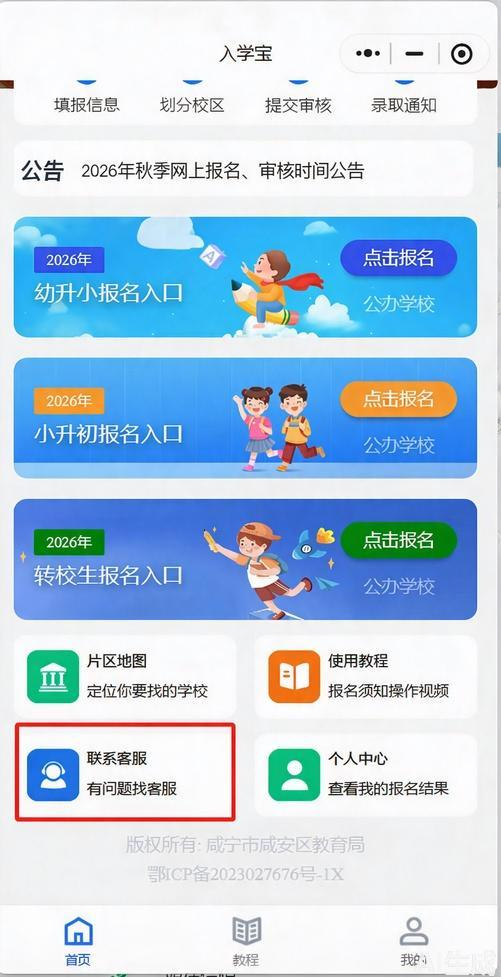 入学宝
填报信息
划分校区
提交审核
录取通知
公告
2026年秋季网上报名、审核时间公告
2026年
幼升小报名入口
点击报名
公办学校
2026年
小升初报名入口
点击报名
公办学校
2026年
转校生报名入口
点击报名
公办学校
片区地图
定位你要找的学校
使用教程
报名须知操作视频
联系客服
有问题找客服
个人中心
查看我的报名结果
版权所有: 咸宁市咸安区教育局
鄂ICP备2023027676号-1X
首页
教程
我的